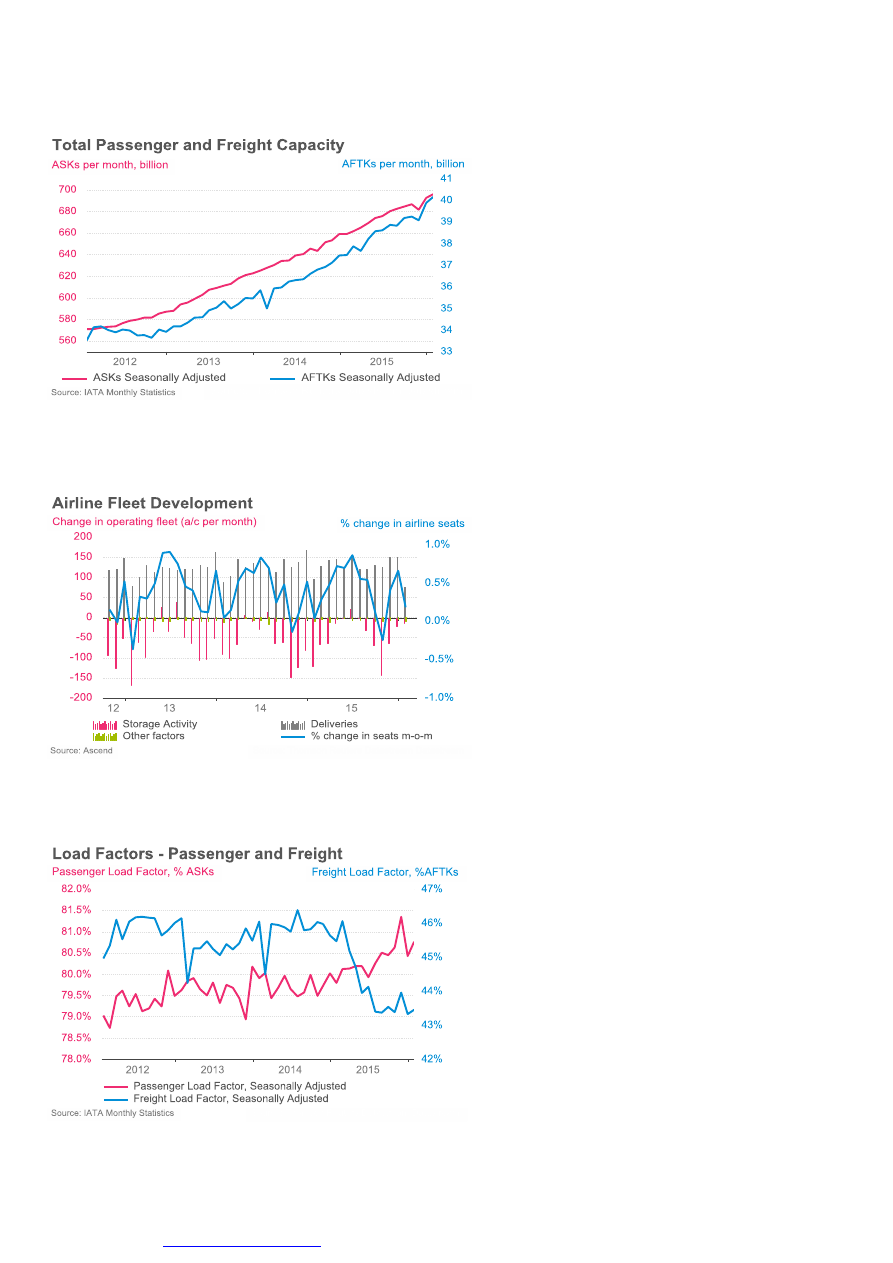 Total Passenger and Freight Capacity
ASKs per month, billion
AFTKs per month, billion
41
700
40
680
39
660
38
640
37
620
36
600
35
580
34
560
33
2012
2013
2014
2015
ASKs Seasonally Adjusted
AFTKs Seasonally Adjusted
Source: IATA Monthly Statistics
Airline Fleet Development
Change in operating fleet (a/c per month)
% change in airline seats
200
1.0%
150
100
0.5%
50
0
0.0%
-50
-0.5%
-100
-150
-200
-1.0%
12
13
14
15
Storage Activity
Deliveries
Other factors
% change in seats m-o-m
Source: Ascend
Load Factors - Passenger and Freight
Passenger Load Factor, % ASKs
Freight Load Factor, %AFTKs
82.0%
47%
81.5%
46%
81.0%
80.5%
45%
80.0%
44%
79.5%
79.0%
43%
78.5%
78.0%
42%
2012
2013
2014
2015
Passenger Load Factor, Seasonally Adjusted
Freight Load Factor, Seasonally Adjusted
Source: IATA Monthly Statistics